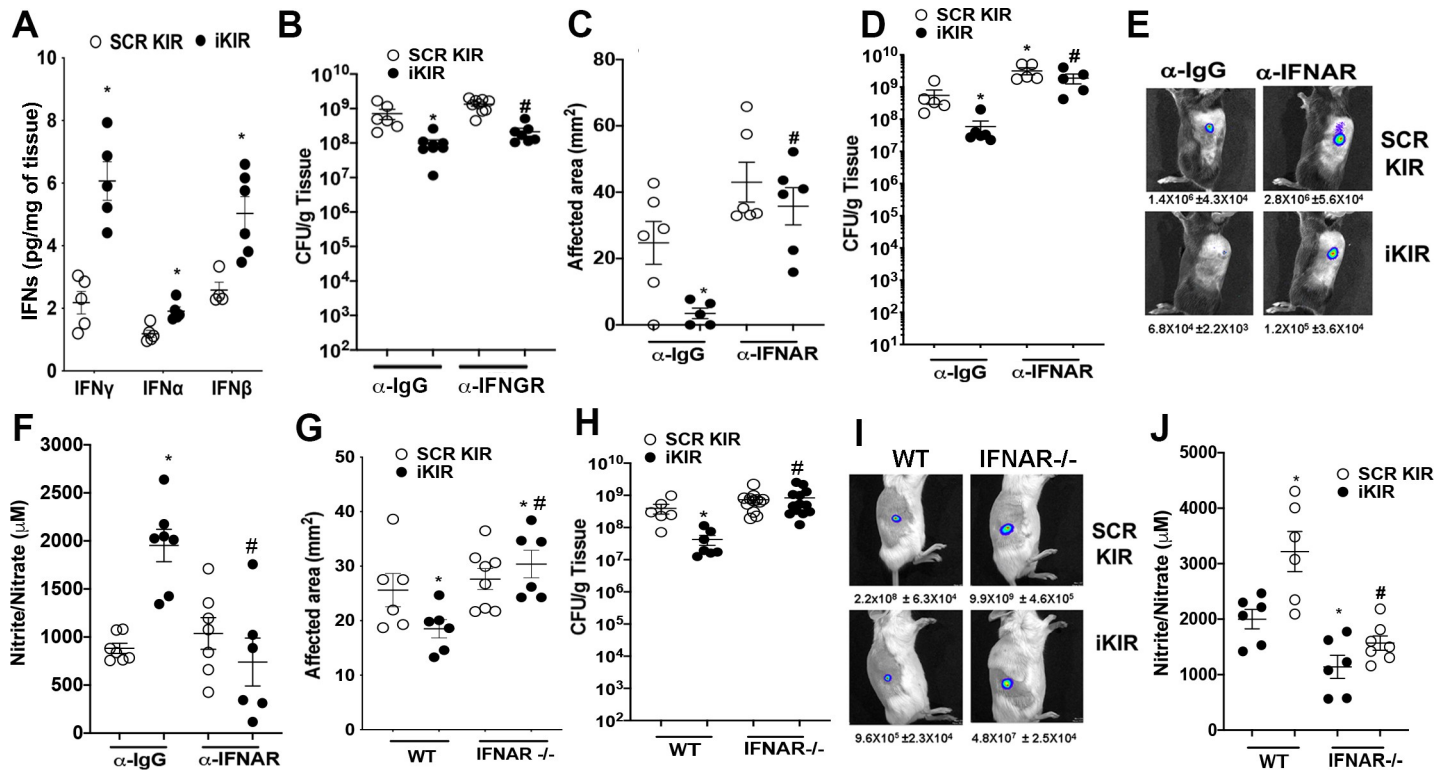 A
SCR KIR
iKIR
IFNs (pg/mg of tissue)
10
8
6
4
2
0
*
*
*
IFNγ
IFNα
IFNβ
B
SCR KIR
iKIR
CFU/g Tissue
10^10
10^9
10^8
10^7
10^6
10^5
10^4
10^3
10^2
*
#
α-IgG
α-IFNGR
C
Affected area (mm²)
80
60
40
20
0
*
#
α-IgG
α-IFNAR
D
SCR KIR
iKIR
CFU/g Tissue
10^10
10^9
10^8
10^7
10^6
10^5
10^4
10^3
10^2
10^1
*
*
#
α-IgG
α-IFNAR
E
α-IgG
α-IFNAR
SCR
KIR
1.4X10^6 ±4.3X10^4
2.8X10^6 ±5.6X10^4
iKIR
6.8X10^4 ±2.2X10^3
1.2X10^5 ±3.6X10^4
F
Nitrite/Nitrate (μM)
3000
2500
2000
1500
1000
500
0
*
#
α-IgG
α-IFNAR
G
SCR KIR
iKIR
Affected area (mm²)
50
40
30
20
10
0
*
* #
WT
IFNAR -/-
H
SCR KIR
iKIR
CFU/g Tissue
10^10
10^9
10^8
10^7
10^6
10^5
10^4
10^3
10^2
*
#
WT
IFNAR-/-
I
WT
IFNAR-/-
SCR
KIR
2.2X10^8 ± 6.3X10^4
9.9X10^9 ± 4.6X10^5
iKIR
9.6X10^5 ±2.3X10^4
4.8X10^7 ± 2.5X10^4
J
SCR KIR
iKIR
Nitrite/Nitrate (μM)
5000
4000
3000
2000
1000
0
*
*
#
WT
IFNAR-/-